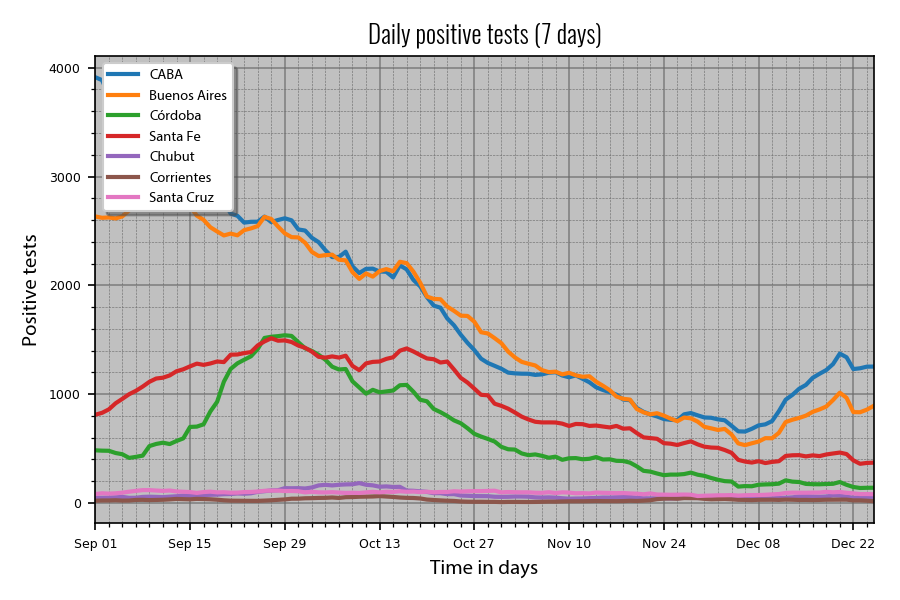 Daily positive tests (7 days)
4000
3000
2000
1000
0
Positive tests
CABA
Buenos Aires
Córdoba
Santa Fe
Chubut
Corrientes
Santa Cruz
Sep 01 Sep 15 Sep 29 Oct 13 Oct 27 Nov 10 Nov 24 Dec 08 Dec 22
Time in days